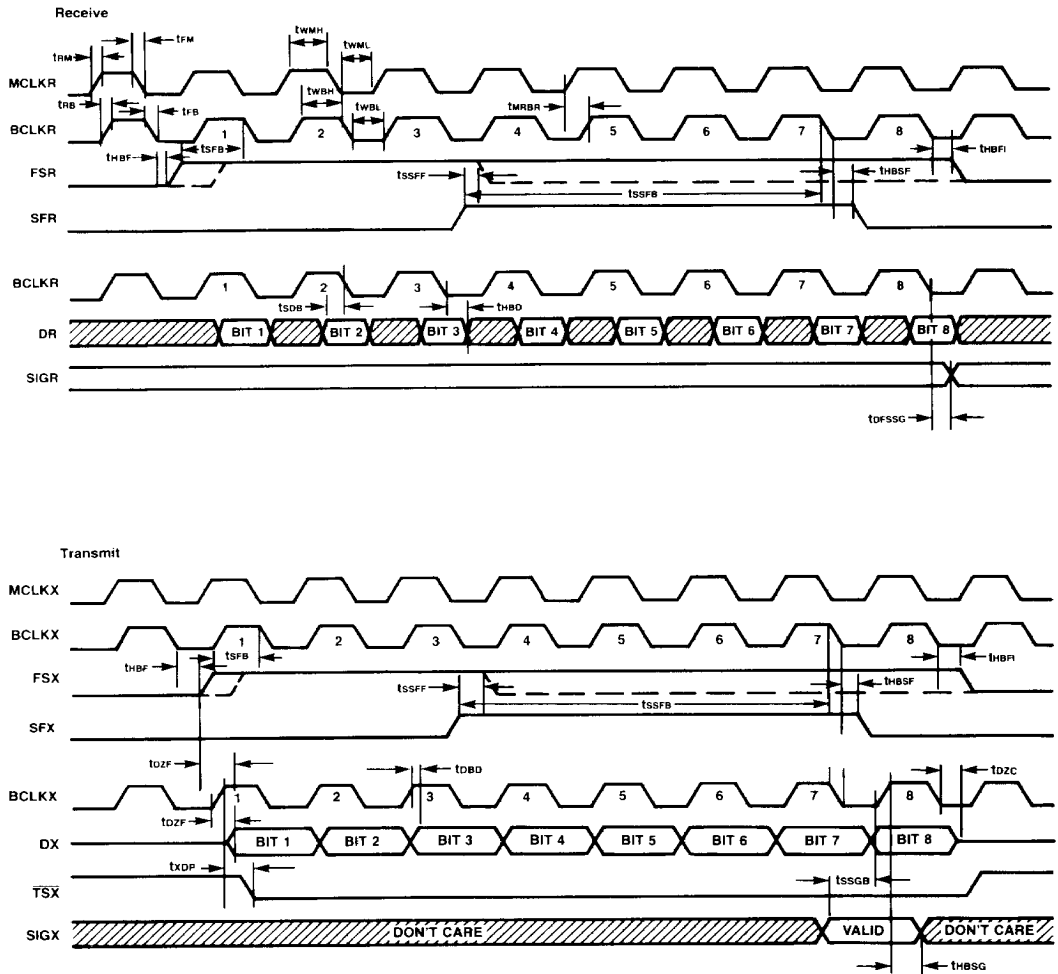 Receive
tFM
tRM
tWMH
tWML
MCLKR
tRB
tFB
tWBH
tWBL
tMRBR
BCLKR
1 2 3 4 5 6 7 8
tSFB
tHBF
tHBFI
FSR
tSSFF
tHBSF
tSSFB
SFR
BCLKR
1 2 3 4 5 6 7 8
tSDB
tHBD
DR
BIT 1 BIT 2 BIT 3 BIT 4 BIT 5 BIT 6 BIT 7 BIT 8
SIGR
tDFSSG
Transmit
MCLKX
BCLKX
1 2 3 4 5 6 7 8
tHBF
tSFB
tHBFI
FSX
tSSFF
tHBSF
tSSFB
SFX
tDZF
tDBD
tDZC
BCLKX
1 2 3 4 5 6 7 8
tDZF
DX
BIT 1 BIT 2 BIT 3 BIT 4 BIT 5 BIT 6 BIT 7 BIT 8
tXDP
tSSGB
TSX
SIGX
DON'T CARE VALID DON'T CARE
tHBSG